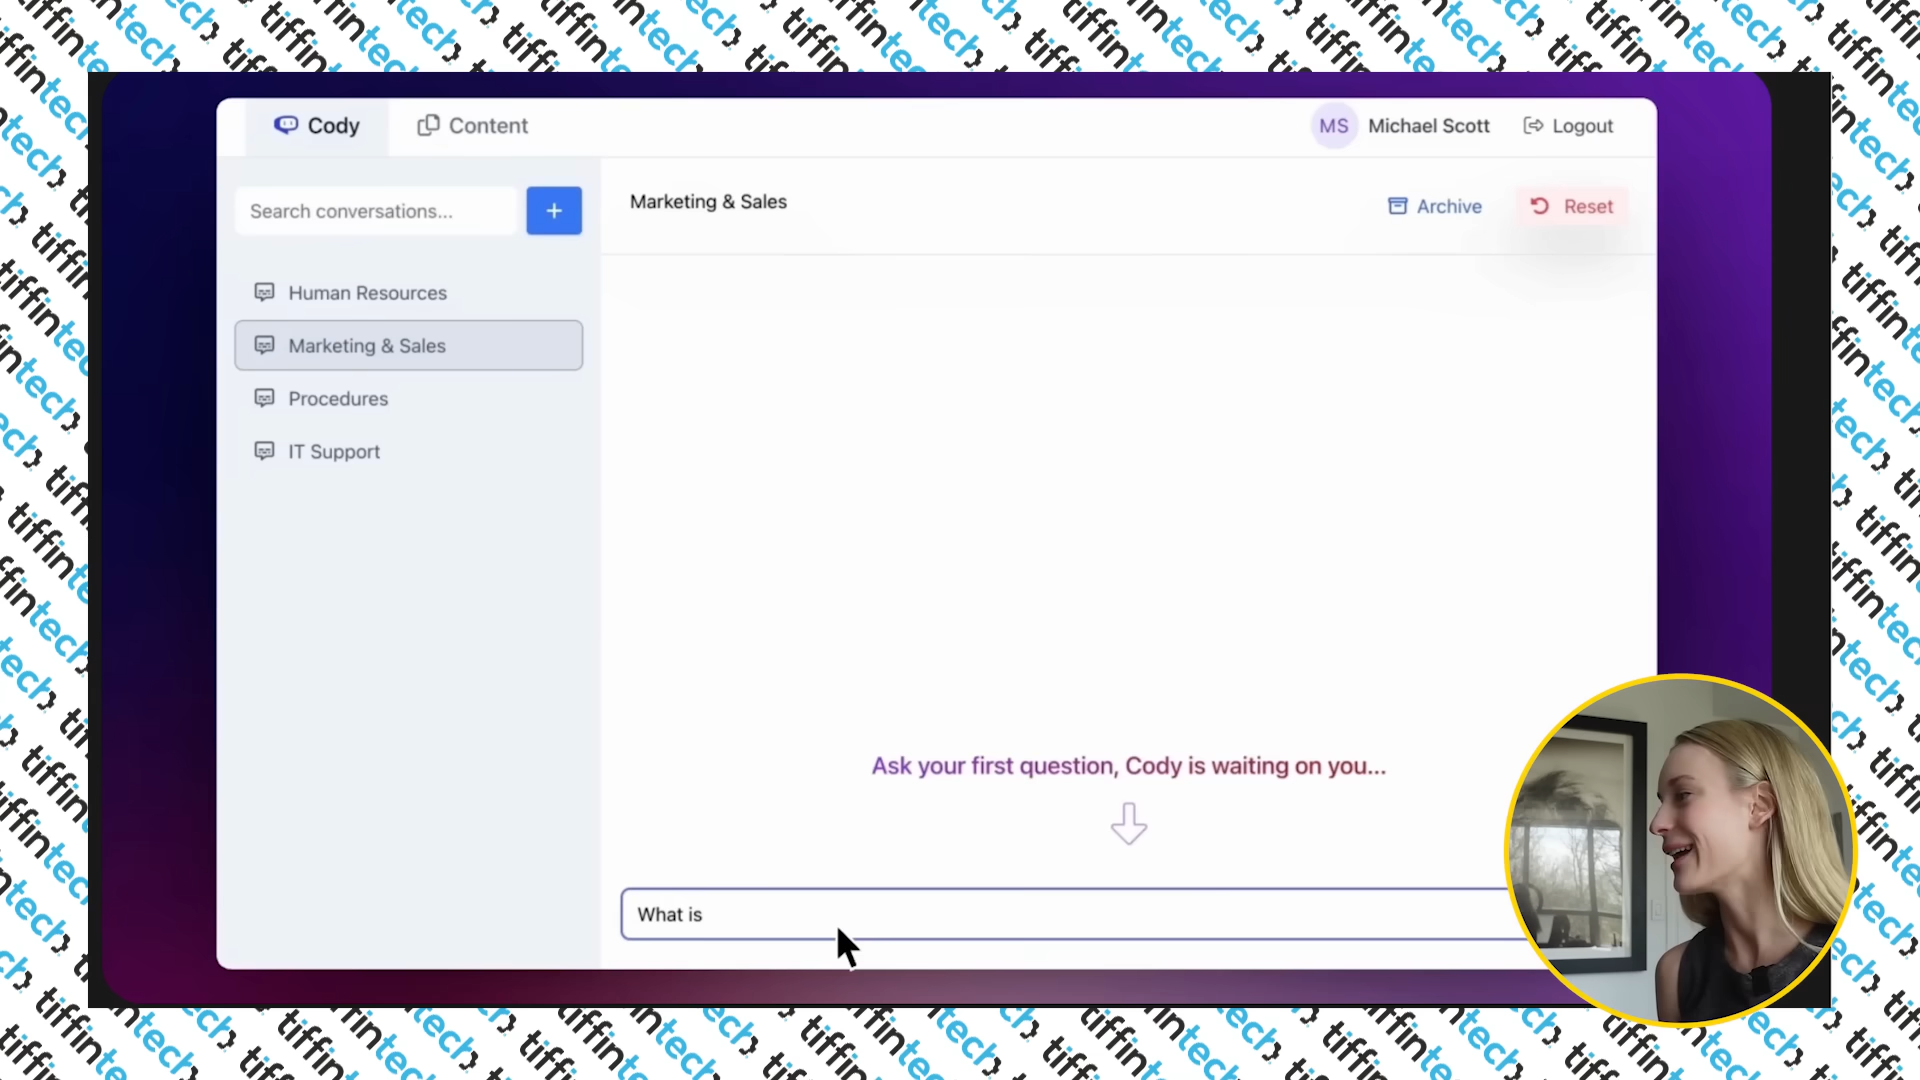 Cody
Content
MS
Michael Scott
Logout
Search conversations...
+
Marketing & Sales
Archive
Reset
Human Resources
Marketing & Sales
Procedures
IT Support
Ask your first question, Cody is waiting on you...
What is
tiffintech